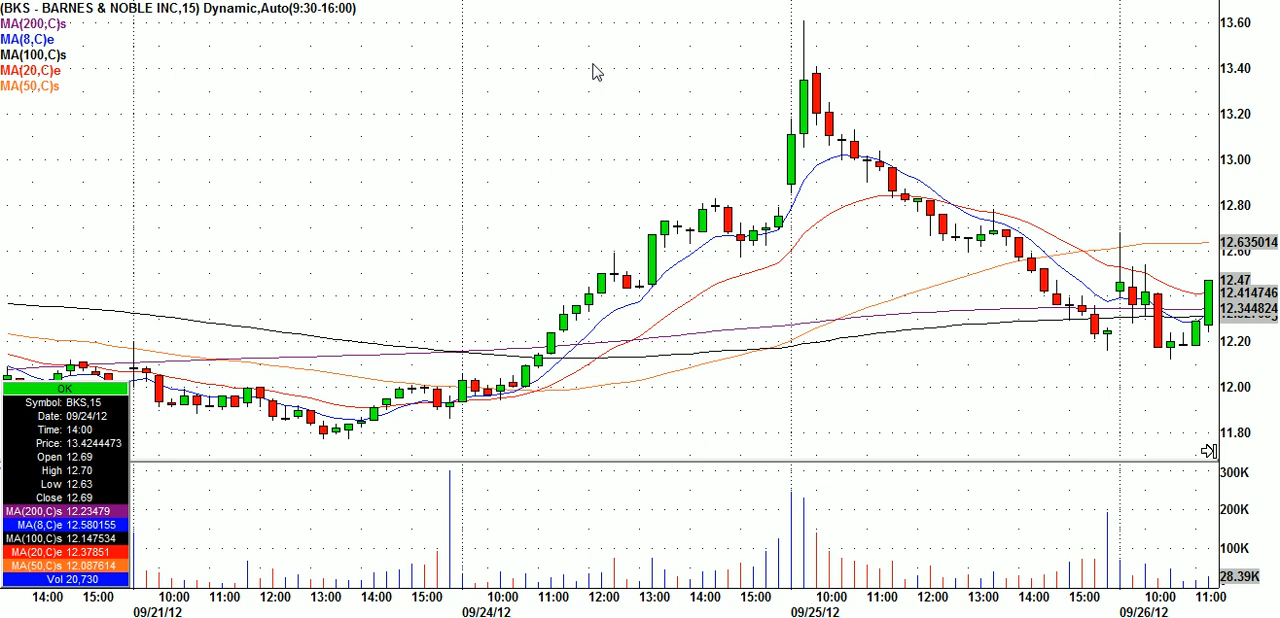 (BKS - BARNES & NOBLE INC,15) Dynamic,Auto(9:30-16:00)
MA(200,C)s
MA(8,C)e
MA(100,C)s
MA(20,C)e
MA(50,C)s
13.60
13.40
13.20
13.00
12.80
12.635014
12.60
12.47
12.414746
12.344824
12.20
12.00
11.80
OK
Symbol: BKS,15
Date: 09/24/12
Time: 14:00
Price: 13.4244473
Open 12.69
High 12.70
Low 12.63
Close 12.69
MA(200,C)s 12.23479
MA(8,C)e 12.580155
MA(100,C)s 12.147534
MA(20,C)e 12.37851
MA(50,C)s 12.087614
Vol 20,730
300K
200K
100K
28.39K
14:00 15:00 10:00 11:00 12:00 13:00 14:00 15:00 10:00 11:00 12:00 13:00 14:00 15:00 10:00 11:00 12:00 13:00 14:00 15:00 10:00 11:00
09/21/12 09/24/12 09/25/12 09/26/12